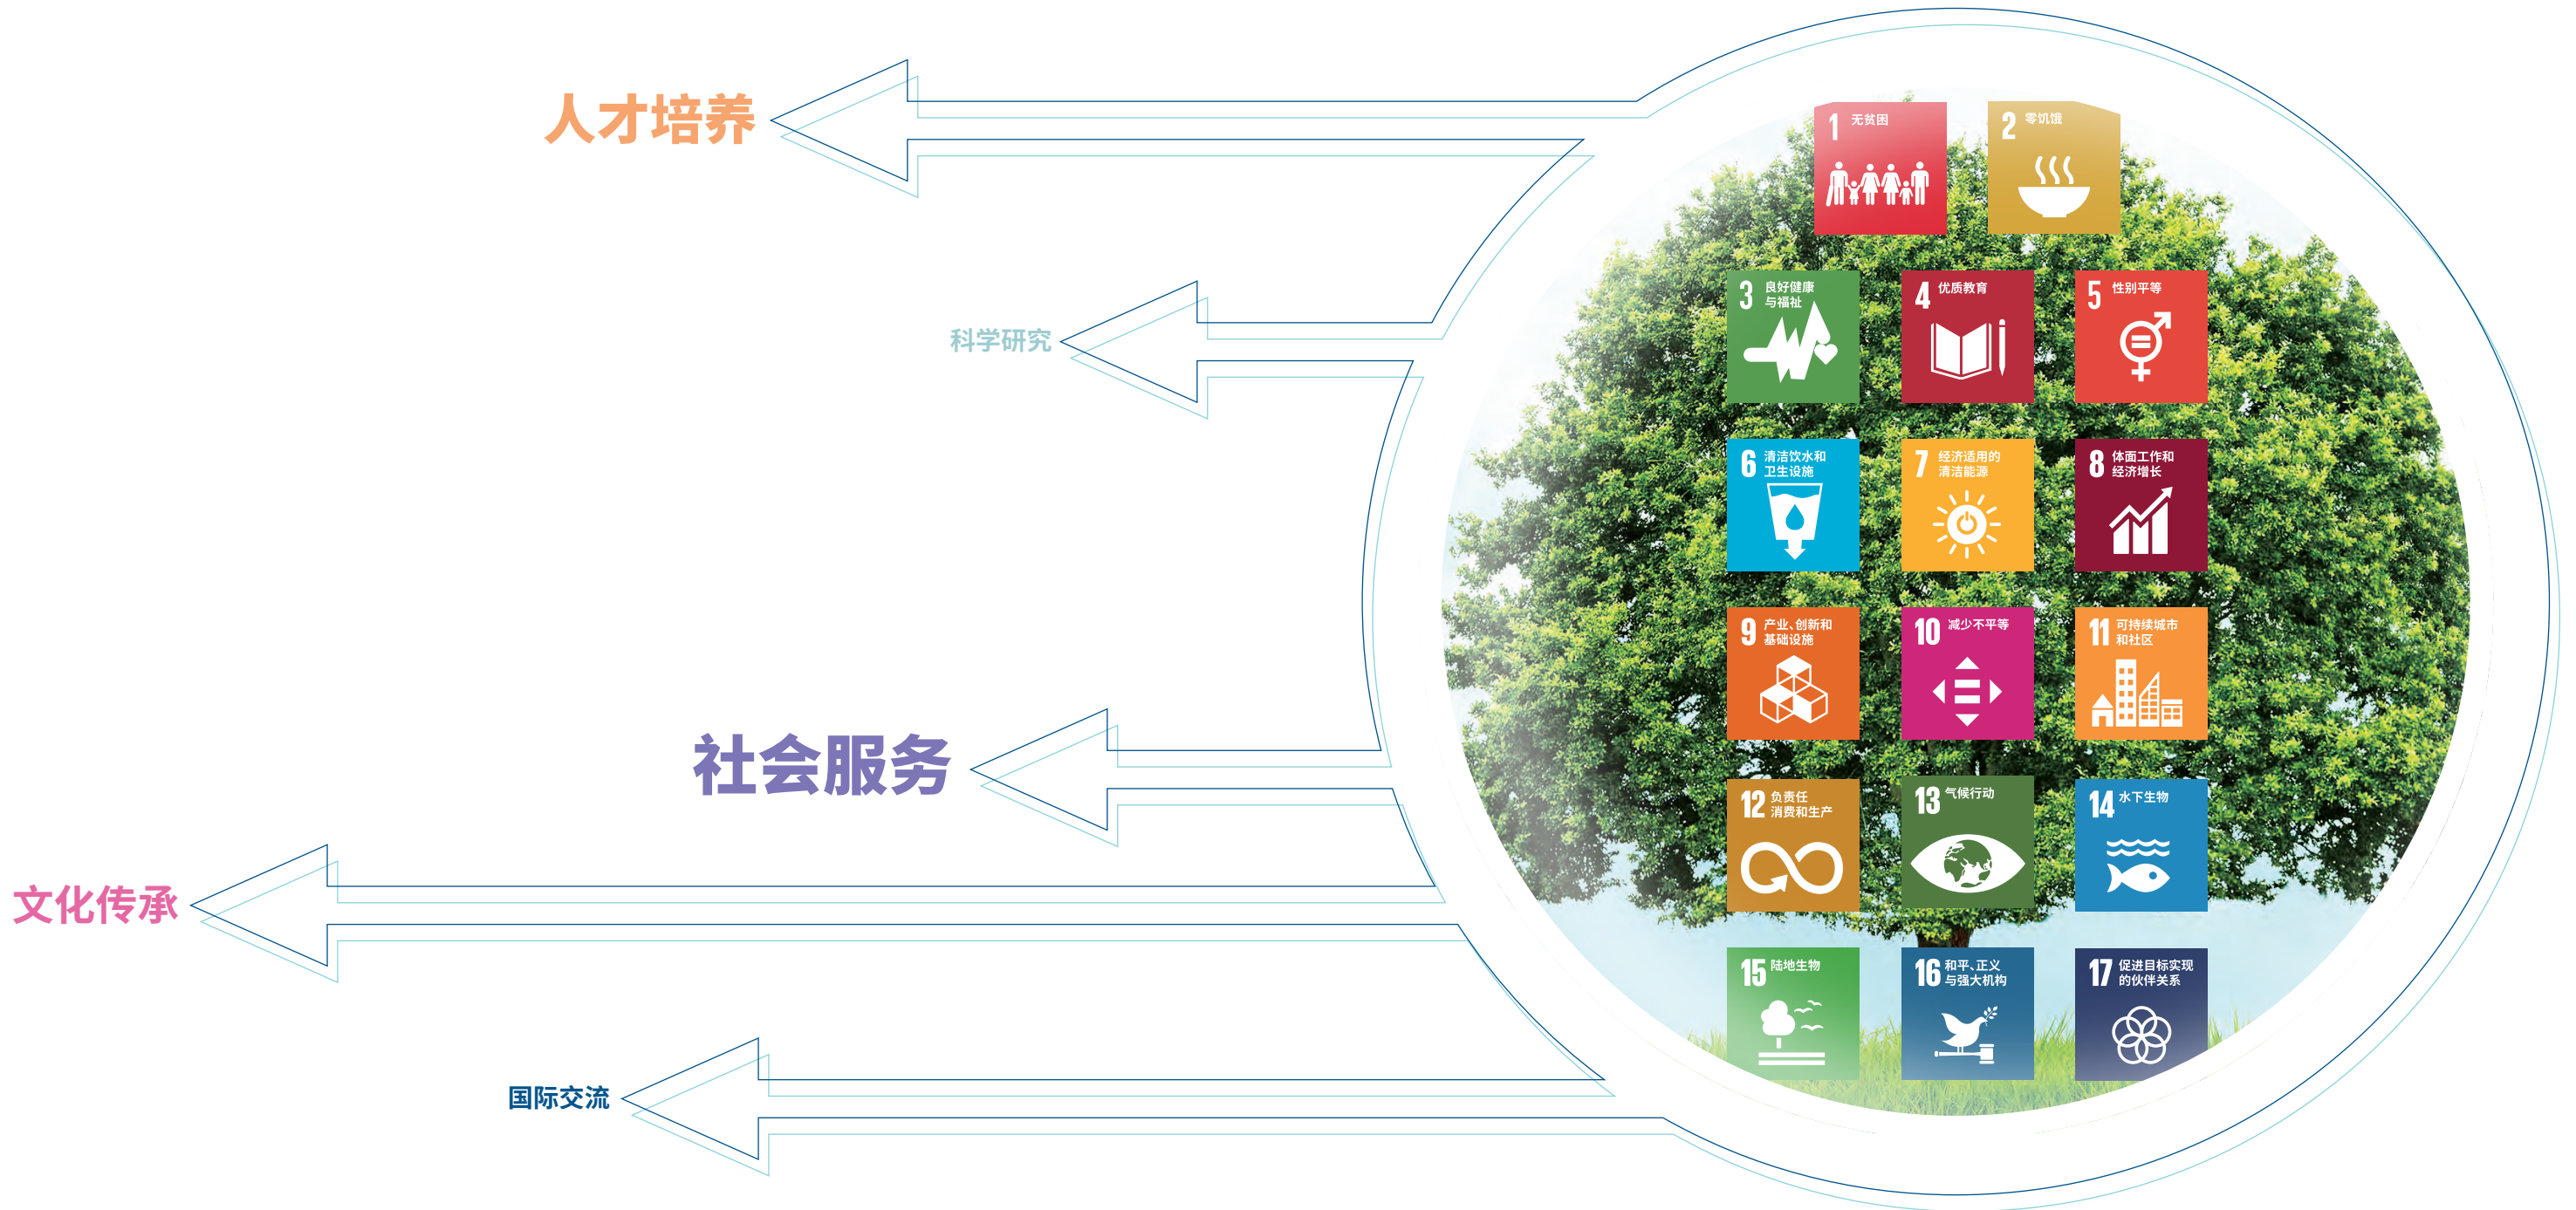 人才培养
科学研究
社会服务
文化传承
国际交流
1 无贫困
2 零饥饿
3 良好健康
与福祉
4 优质教育
5 性别平等
6 清洁饮水和
卫生设施
7 经济适用的
清洁能源
8 体面工作和
经济增长
9 产业、创新和
基础设施
10 减少不平等
11 可持续城市
和社区
12 负责任
消费和生产
13 气候行动
14 水下生物
15 陆地生物
16 和平、正义
与强大机构
17 促进目标实现
的伙伴关系